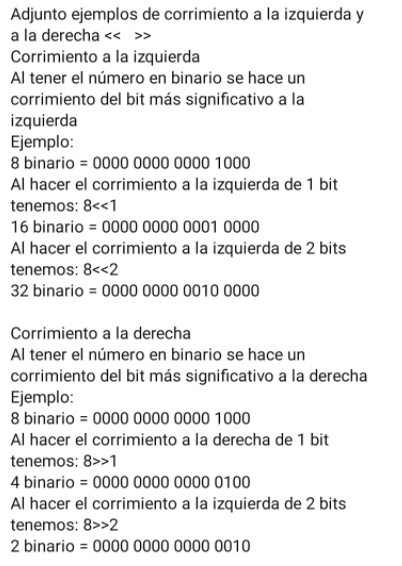 Adjunto ejemplos de corrimiento a la izquierda y
a la derecha <<   >>
Corrimiento a la izquierda
Al tener el número en binario se hace un
corrimiento del bit más significativo a la
izquierda
Ejemplo:
8 binario = 0000 0000 0000 1000
Al hacer el corrimiento a la izquierda de 1 bit
tenemos: 8<<1
16 binario = 0000 0000 0001 0000
Al hacer el corrimiento a la izquierda de 2 bits
tenemos: 8<<2
32 binario = 0000 0000 0010 0000
Corrimiento a la derecha
Al tener el número en binario se hace un
corrimiento del bit más significativo a la derecha
Ejemplo:
8 binario = 0000 0000 0000 1000
Al hacer el corrimiento a la derecha de 1 bit
tenemos: 8>>1
4 binario = 0000 0000 0000 0100
Al hacer el corrimiento a la izquierda de 2 bits
tenemos: 8>>2
2 binario = 0000 0000 0000 0010